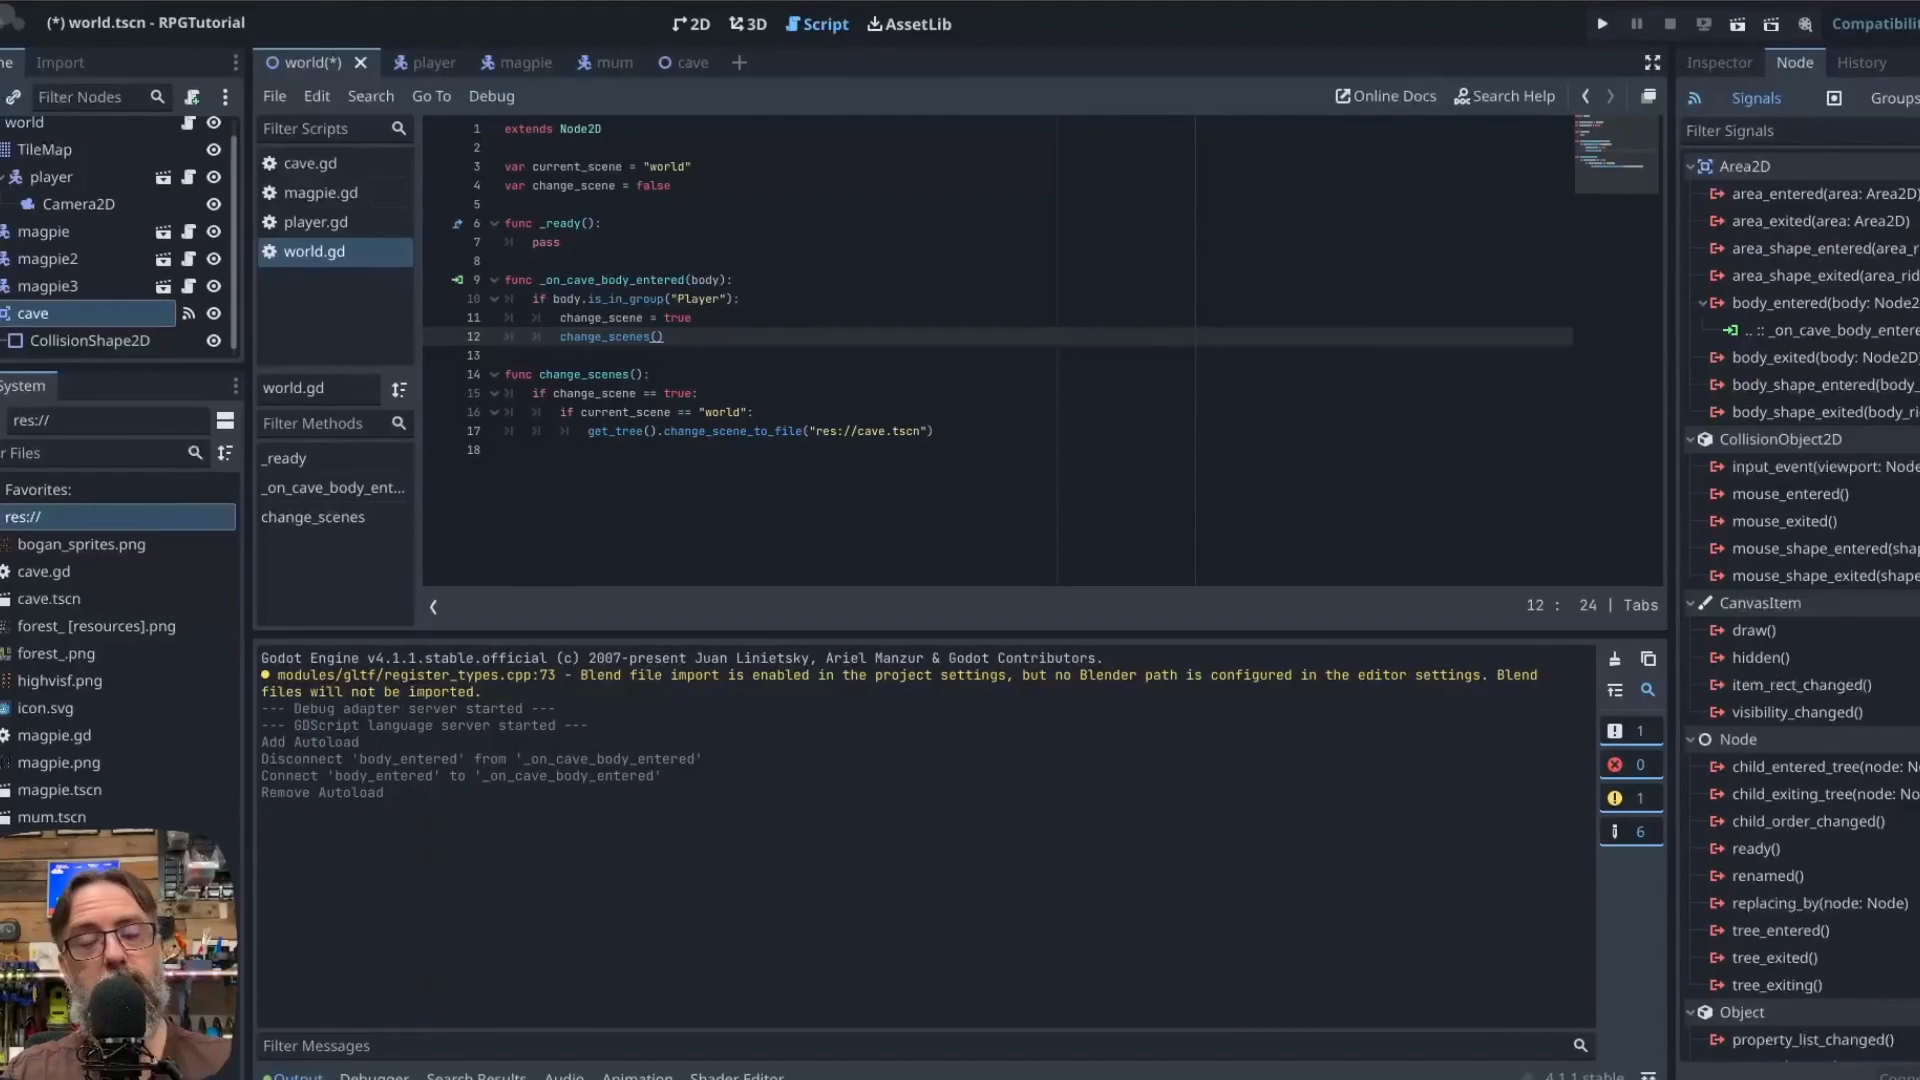 (*) world.tscn - RPGTutorial
2D
3D
Script
AssetLib
Compatibili
ne
Import
world(*)
player
magpie
mum
cave
Inspector
Node
History
Filter Nodes
File
Edit
Search
Go To
Debug
Online Docs
Search Help
Signals
Groups
world
TileMap
player
Camera2D
magpie
magpie2
magpie3
cave
CollisionShape2D
System
res://
r Files
Favorites:
res://
bogan_sprites.png
cave.gd
cave.tscn
forest_ [resources].png
forest_.png
highvisf.png
icon.svg
magpie.gd
magpie.png
magpie.tscn
mum.tscn
Filter Scripts
cave.gd
magpie.gd
player.gd
world.gd
world.gd
Filter Methods
_ready
_on_cave_body_ent...
change_scenes
1 extends Node2D
2
3 var current_scene = "world"
4 var change_scene = false
5
6 func _ready():
7 pass
8
9 func _on_cave_body_entered(body):
10 if body.is_in_group("Player"):
11 change_scene = true
12 change_scenes()
13
14 func change_scenes():
15 if change_scene == true:
16 if current_scene == "world":
17 get_tree().change_scene_to_file("res://cave.tscn")
18
12 : 24 | Tabs
Godot Engine v4.1.1.stable.official (c) 2007-present Juan Linietsky, Ariel Manzur & Godot Contributors.
modules/gltf/register_types.cpp:73 - Blend file import is enabled in the project settings, but no Blender path is configured in the editor settings. Blend
files will not be imported.
--- Debug adapter server started ---
--- GDScript language server started ---
Add Autoload
Disconnect 'body_entered' from '_on_cave_body_entered'
Connect 'body_entered' to '_on_cave_body_entered'
Remove Autoload
1
0
1
6
Filter Messages
Output
Debugger
Search Results
Audio
Animation
Shader Editor
4.1.1.stable
Filter Signals
Area2D
area_entered(area: Area2D)
area_exited(area: Area2D)
area_shape_entered(area_r
area_shape_exited(area_rid
body_entered(body: Node2
.. :: _on_cave_body_entere
body_exited(body: Node2D
body_shape_entered(body_
body_shape_exited(body_ri
CollisionObject2D
input_event(viewport: Node
mouse_entered()
mouse_exited()
mouse_shape_entered(shap
mouse_shape_exited(shape
CanvasItem
draw()
hidden()
item_rect_changed()
visibility_changed()
Node
child_entered_tree(node: N
child_exiting_tree(node: No
child_order_changed()
ready()
renamed()
replacing_by(node: Node)
tree_entered()
tree_exited()
tree_exiting()
Object
property_list_changed()